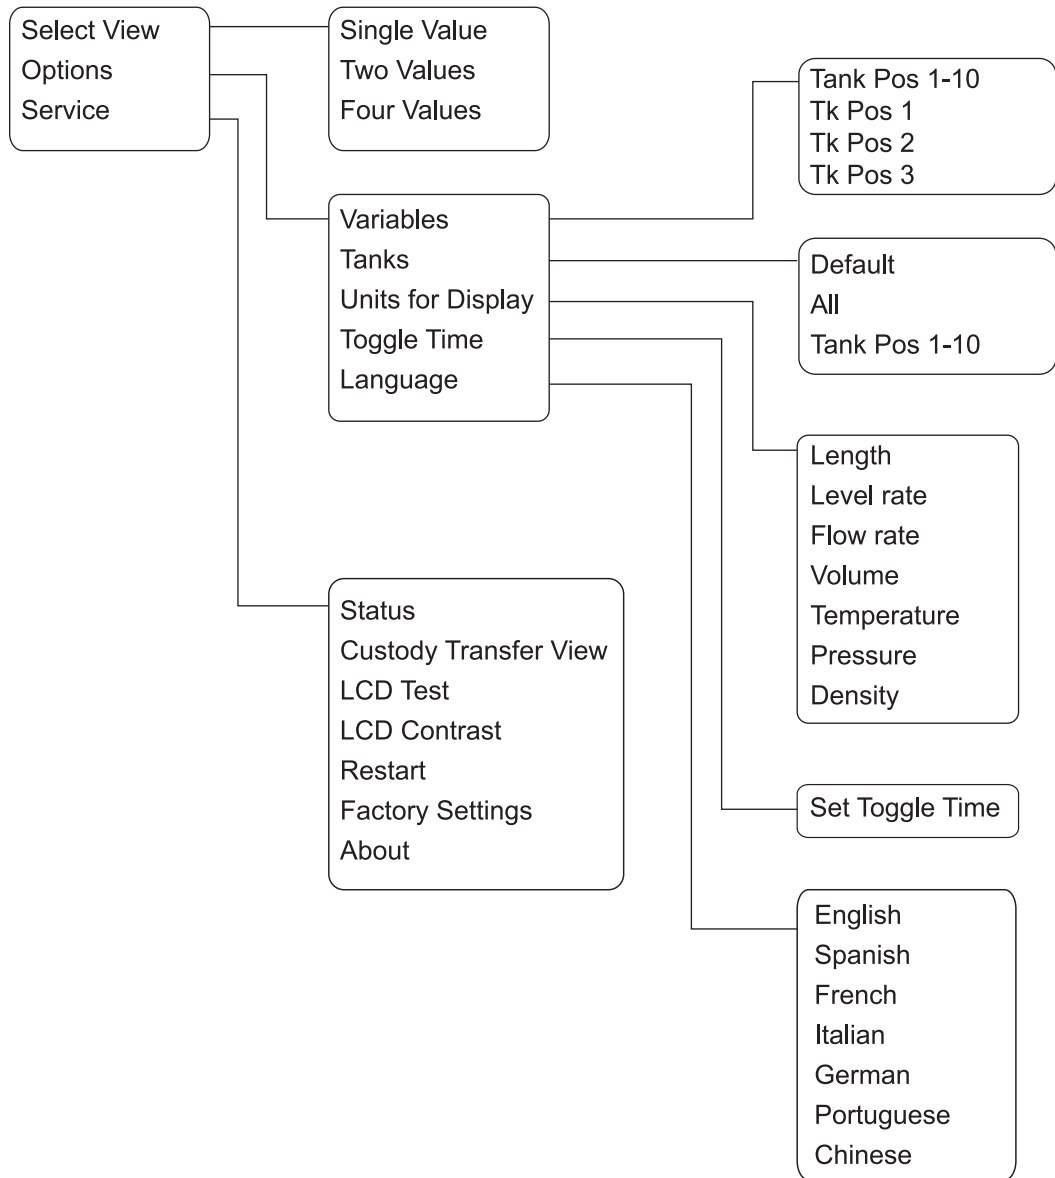 Select View
Options
Service
Single Value
Two Values
Four Values
Variables
Tanks
Units for Display
Toggle Time
Language
Status
Custody Transfer View
LCD Test
LCD Contrast
Restart
Factory Settings
About
Tank Pos 1-10
Tk Pos 1
Tk Pos 2
Tk Pos 3
Default
All
Tank Pos 1-10
Length
Level rate
Flow rate
Volume
Temperature
Pressure
Density
Set Toggle Time
English
Spanish
French
Italian
German
Portuguese
Chinese